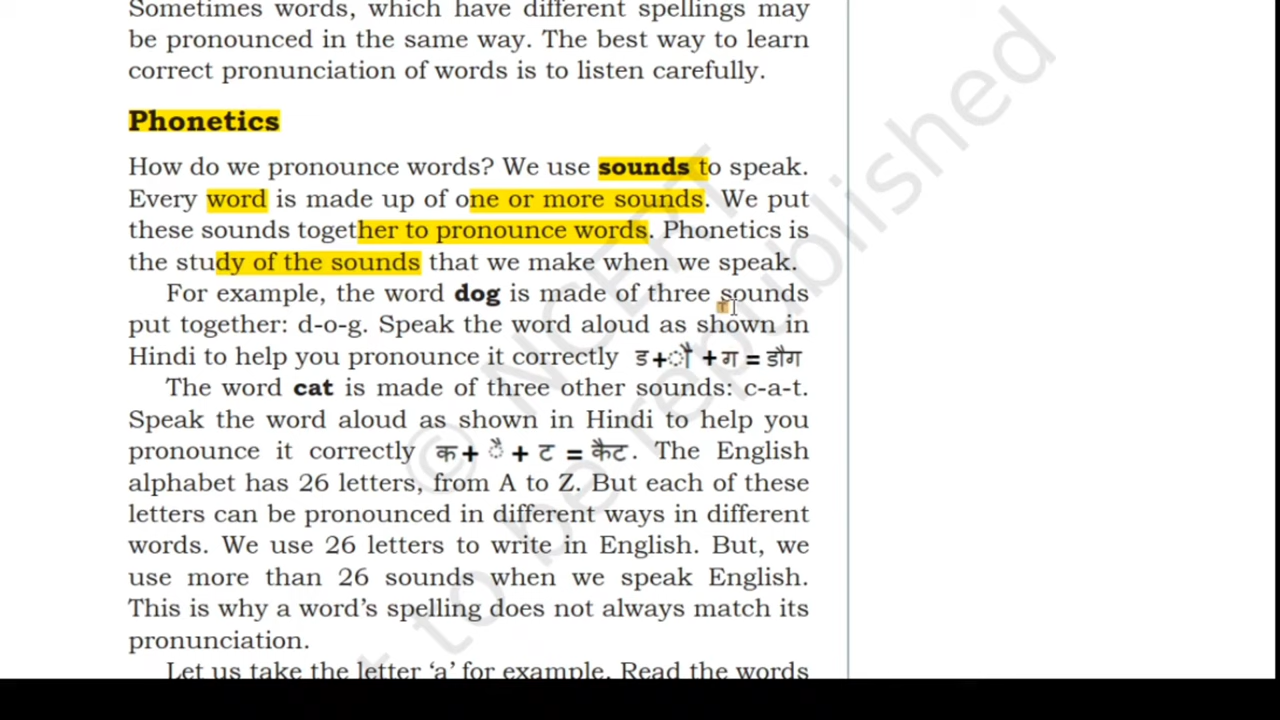 Sometimes words, which have different spellings may
be pronounced in the same way. The best way to learn
correct pronunciation of words is to listen carefully.
Phonetics
How do we pronounce words? We use sounds to speak.
Every word is made up of one or more sounds. We put
these sounds together to pronounce words. Phonetics is
the study of the sounds that we make when we speak.
For example, the word dog is made of three sounds
put together: d-o-g. Speak the word aloud as shown in
Hindi to help you pronounce it correctly ड+ौ+ग = डौग
The word cat is made of three other sounds: c-a-t.
Speak the word aloud as shown in Hindi to help you
pronounce it correctly क+ ै + ट = कैट. The English
alphabet has 26 letters, from A to Z. But each of these
letters can be pronounced in different ways in different
words. We use 26 letters to write in English. But, we
use more than 26 sounds when we speak English.
This is why a word's spelling does not always match its
pronunciation.
Let us take the letter 'a' for example. Read the words
© NCERT
to be republished